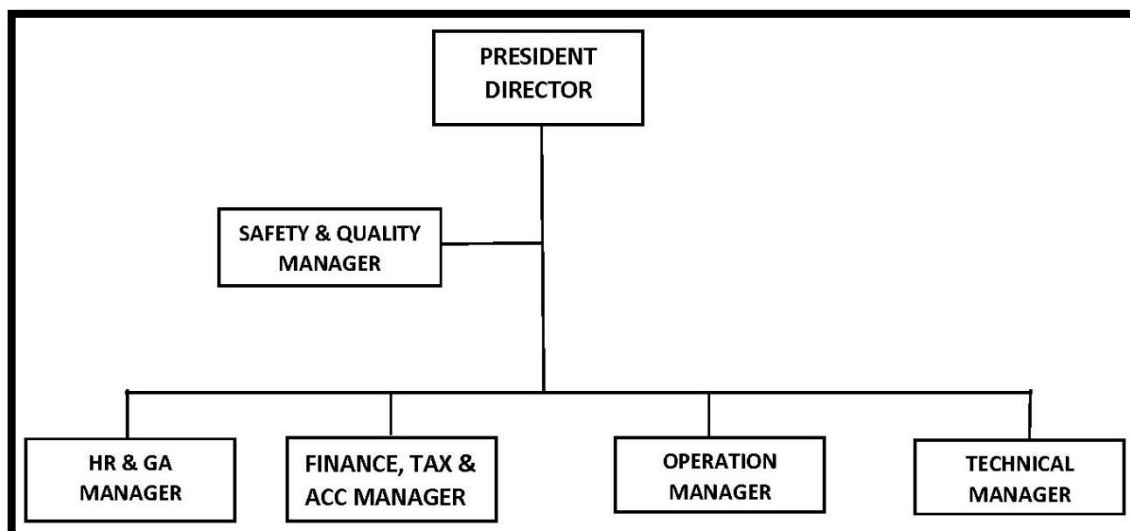 PRESIDENT
DIRECTOR
SAFETY & QUALITY
MANAGER
HR & GA
MANAGER
FINANCE, TAX &
ACC MANAGER
OPERATION
MANAGER
TECHNICAL
MANAGER